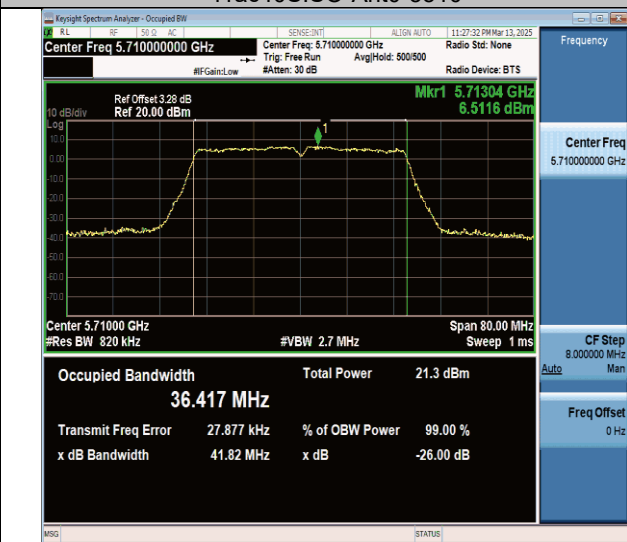 Keysight Spectrum Analyzer - Occupied BW
RL RF 50 Ω AC SENSE:INT ALIGN AUTO 11:27:32 PM Mar 13, 2025
Center Freq 5.710000000 GHz
Center Freq: 5.710000000 GHz Radio Std: None
Trig: Free Run Avg|Hold: 500/500
#IFGain:Low #Atten: 30 dB Radio Device: BTS
Frequency
Mkr1 5.71304 GHz
6.5116 dBm
Ref Offset 3.28 dB
10 dB/div Ref 20.00 dBm
Log
1
10.0
0.00
-10.0
-20.0
-30.0
-40.0
-50.0
-60.0
-70.0
Center 5.71000 GHz Span 80.00 MHz
#Res BW 820 kHz #VBW 2.7 MHz Sweep 1 ms
Center Freq
5.710000000 GHz
CF Step
8.000000 MHz
Auto Man
Freq Offset
0 Hz
Occupied Bandwidth Total Power 21.3 dBm
36.417 MHz
Transmit Freq Error 27.877 kHz % of OBW Power 99.00 %
x dB Bandwidth 41.82 MHz x dB -26.00 dB
MSG STATUS